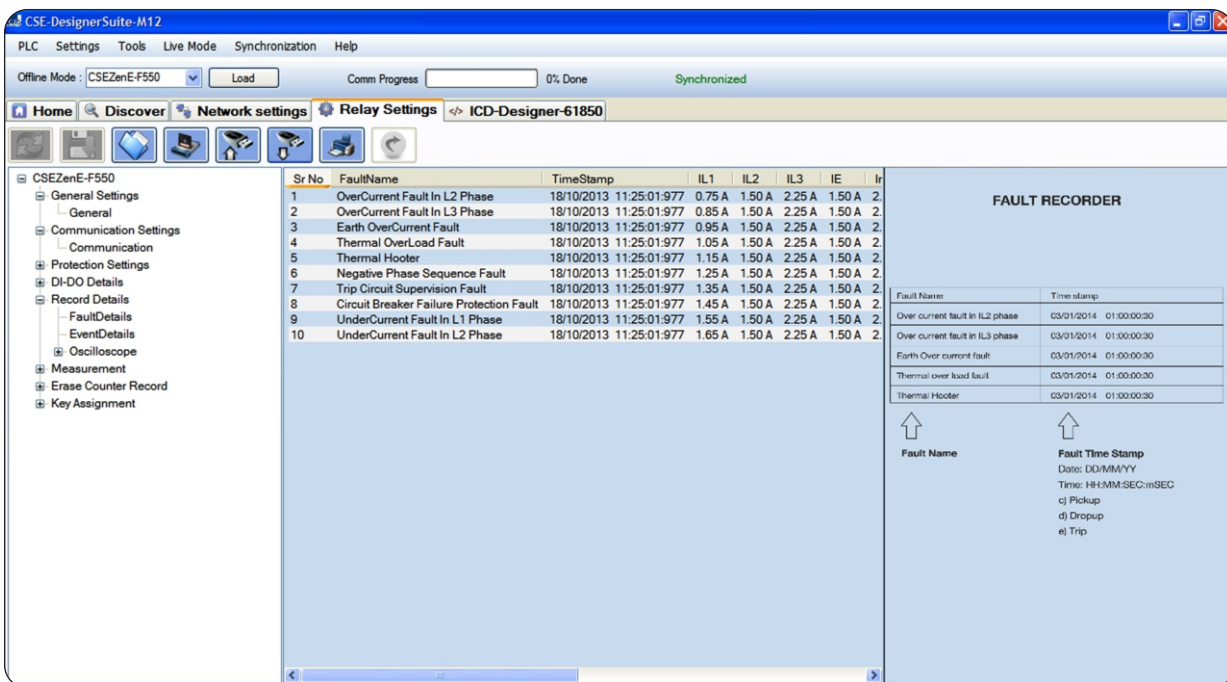 CSE-DesignerSuite-M12
PLC Settings Tools Live Mode Synchronization Help
Offline Mode : CSEZenE-F550 Load Comm Progress 0% Done Synchronized
Home Discover Network settings Relay Settings ICD-Designer-61850
CSEZenE-F550
General Settings
General
Communication Settings
Communication
Protection Settings
DI-DO Details
Record Details
FaultDetails
EventDetails
Oscilloscope
Measurement
Erase Counter Record
Key Assignment
Sr No FaultName TimeStamp IL1 IL2 IL3 IE Ir
1 OverCurrent Fault In L2 Phase 18/10/2013 11:25:01:977 0.75 A 1.50 A 2.25 A 1.50 A 2.
2 OverCurrent Fault In L3 Phase 18/10/2013 11:25:01:977 0.85 A 1.50 A 2.25 A 1.50 A 2.
3 Earth OverCurrent Fault 18/10/2013 11:25:01:977 0.95 A 1.50 A 2.25 A 1.50 A 2.
4 Thermal OverLoad Fault 18/10/2013 11:25:01:977 1.05 A 1.50 A 2.25 A 1.50 A 2.
5 Thermal Hooter 18/10/2013 11:25:01:977 1.15 A 1.50 A 2.25 A 1.50 A 2.
6 Negative Phase Sequence Fault 18/10/2013 11:25:01:977 1.25 A 1.50 A 2.25 A 1.50 A 2.
7 Trip Circuit Supervision Fault 18/10/2013 11:25:01:977 1.35 A 1.50 A 2.25 A 1.50 A 2.
8 Circuit Breaker Failure Protection Fault 18/10/2013 11:25:01:977 1.45 A 1.50 A 2.25 A 1.50 A 2.
9 UnderCurrent Fault In L1 Phase 18/10/2013 11:25:01:977 1.55 A 1.50 A 2.25 A 1.50 A 2.
10 UnderCurrent Fault In L2 Phase 18/10/2013 11:25:01:977 1.65 A 1.50 A 2.25 A 1.50 A 2.
FAULT RECORDER
Fault Name Time stamp
Over current fault in IL2 phase 03/01/2014 01:00:00:30
Over current fault in IL3 phase 03/01/2014 01:00:00:30
Earth Over current fault 03/01/2014 01:00:00:30
Thermal over load fault 03/01/2014 01:00:00:30
Thermal Hooter 03/01/2014 01:00:00:30
Fault Name
Fault Time Stamp
Date: DD/MM/YY
Time: HH:MM:SEC:mSEC
c) Pickup
d) Dropup
e) Trip